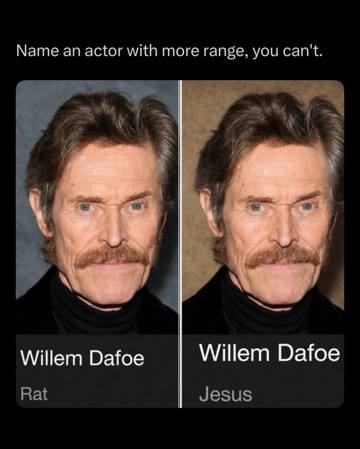 Name an actor with more range, you can't.
Willem Dafoe
Rat
Willem Dafoe
Jesus